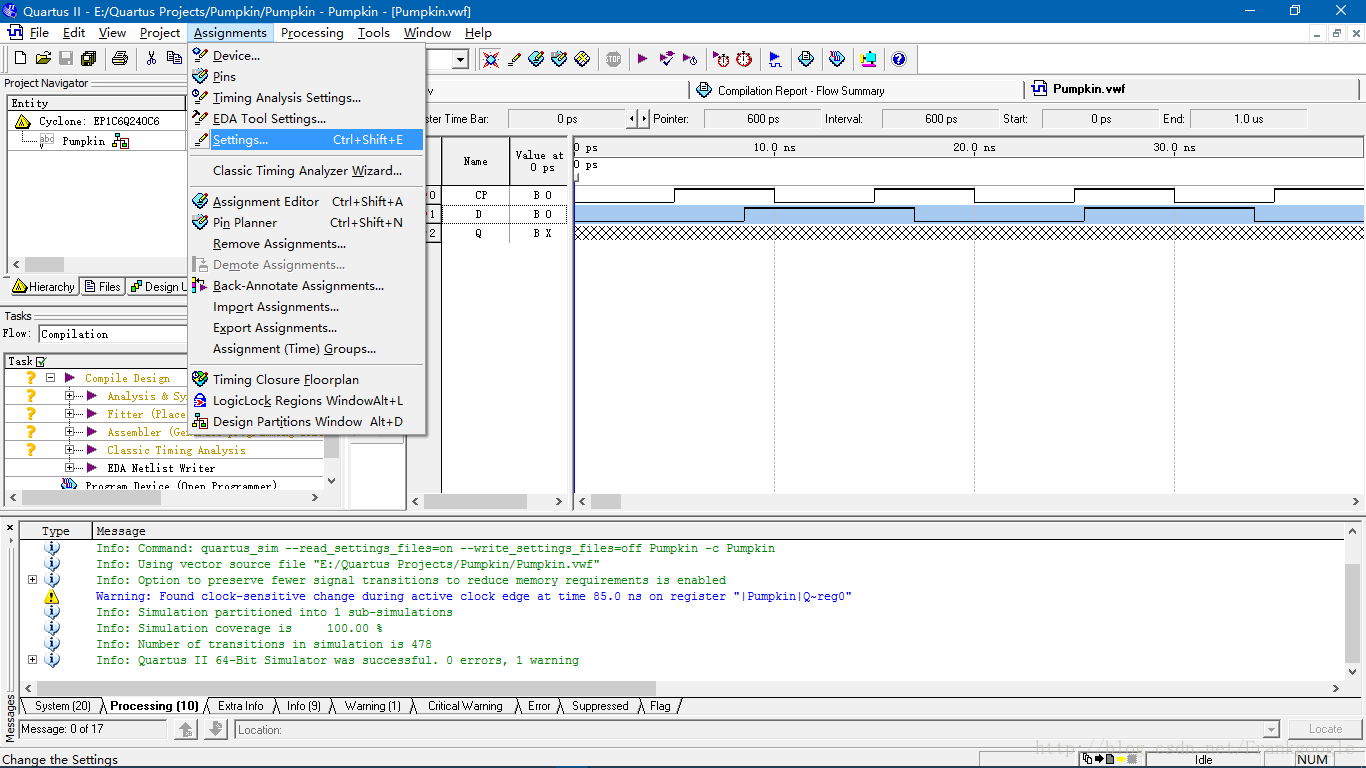 Quartus II - E:/Quartus Projects/Pumpkin/Pumpkin - Pumpkin - [Pumpkin.vwf]
File Edit View Project Assignments Processing Tools Window Help
Project Navigator
Entity
Cyclone: EP1C6Q240C6
abc Pumpkin
Hierarchy Files Design U
Tasks
Flow: Compilation
Task
Compile Design
Analysis & Sy
Fitter (Place
Assembler
Classic Timing Analysis
EDA Netlist Writer
Program Device (Open Programmer)
Device...
Pins
Timing Analysis Settings...
EDA Tool Settings...
Settings... Ctrl+Shift+E
Classic Timing Analyzer Wizard...
Assignment Editor Ctrl+Shift+A
Pin Planner Ctrl+Shift+N
Remove Assignments...
Demote Assignments...
Back-Annotate Assignments...
Import Assignments...
Export Assignments...
Assignment (Time) Groups...
Timing Closure Floorplan
LogicLock Regions Window Alt+L
Design Partitions Window Alt+D
STOP
v Compilation Report - Flow Summary Pumpkin.vwf
ster Time Bar: 0 ps Pointer: 600 ps Interval: 600 ps Start: 0 ps End: 1.0 us
Name Value at 0 ps
0 ps 10.0 ns 20.0 ns 30.0 ns
0 ps
0 CP B 0
1 D B 0
2 Q B X
Type Message
Info: Command: quartus_sim --read_settings_files=on --write_settings_files=off Pumpkin -c Pumpkin
Info: Using vector source file "E:/Quartus Projects/Pumpkin/Pumpkin.vwf"
Info: Option to preserve fewer signal transitions to reduce memory requirements is enabled
Warning: Found clock-sensitive change during active clock edge at time 85.0 ns on register "|Pumpkin|Q~reg0"
Info: Simulation partitioned into 1 sub-simulations
Info: Simulation coverage is 100.00 %
Info: Number of transitions in simulation is 478
Info: Quartus II 64-Bit Simulator was successful. 0 errors, 1 warning
System (20) Processing (10) Extra Info Info (9) Warning (1) Critical Warning Error Suppressed Flag
Messages
Message: 0 of 17 Location: Locate
http://blog.csdn.net/Frankgoogle
Change the Settings Idle NUM